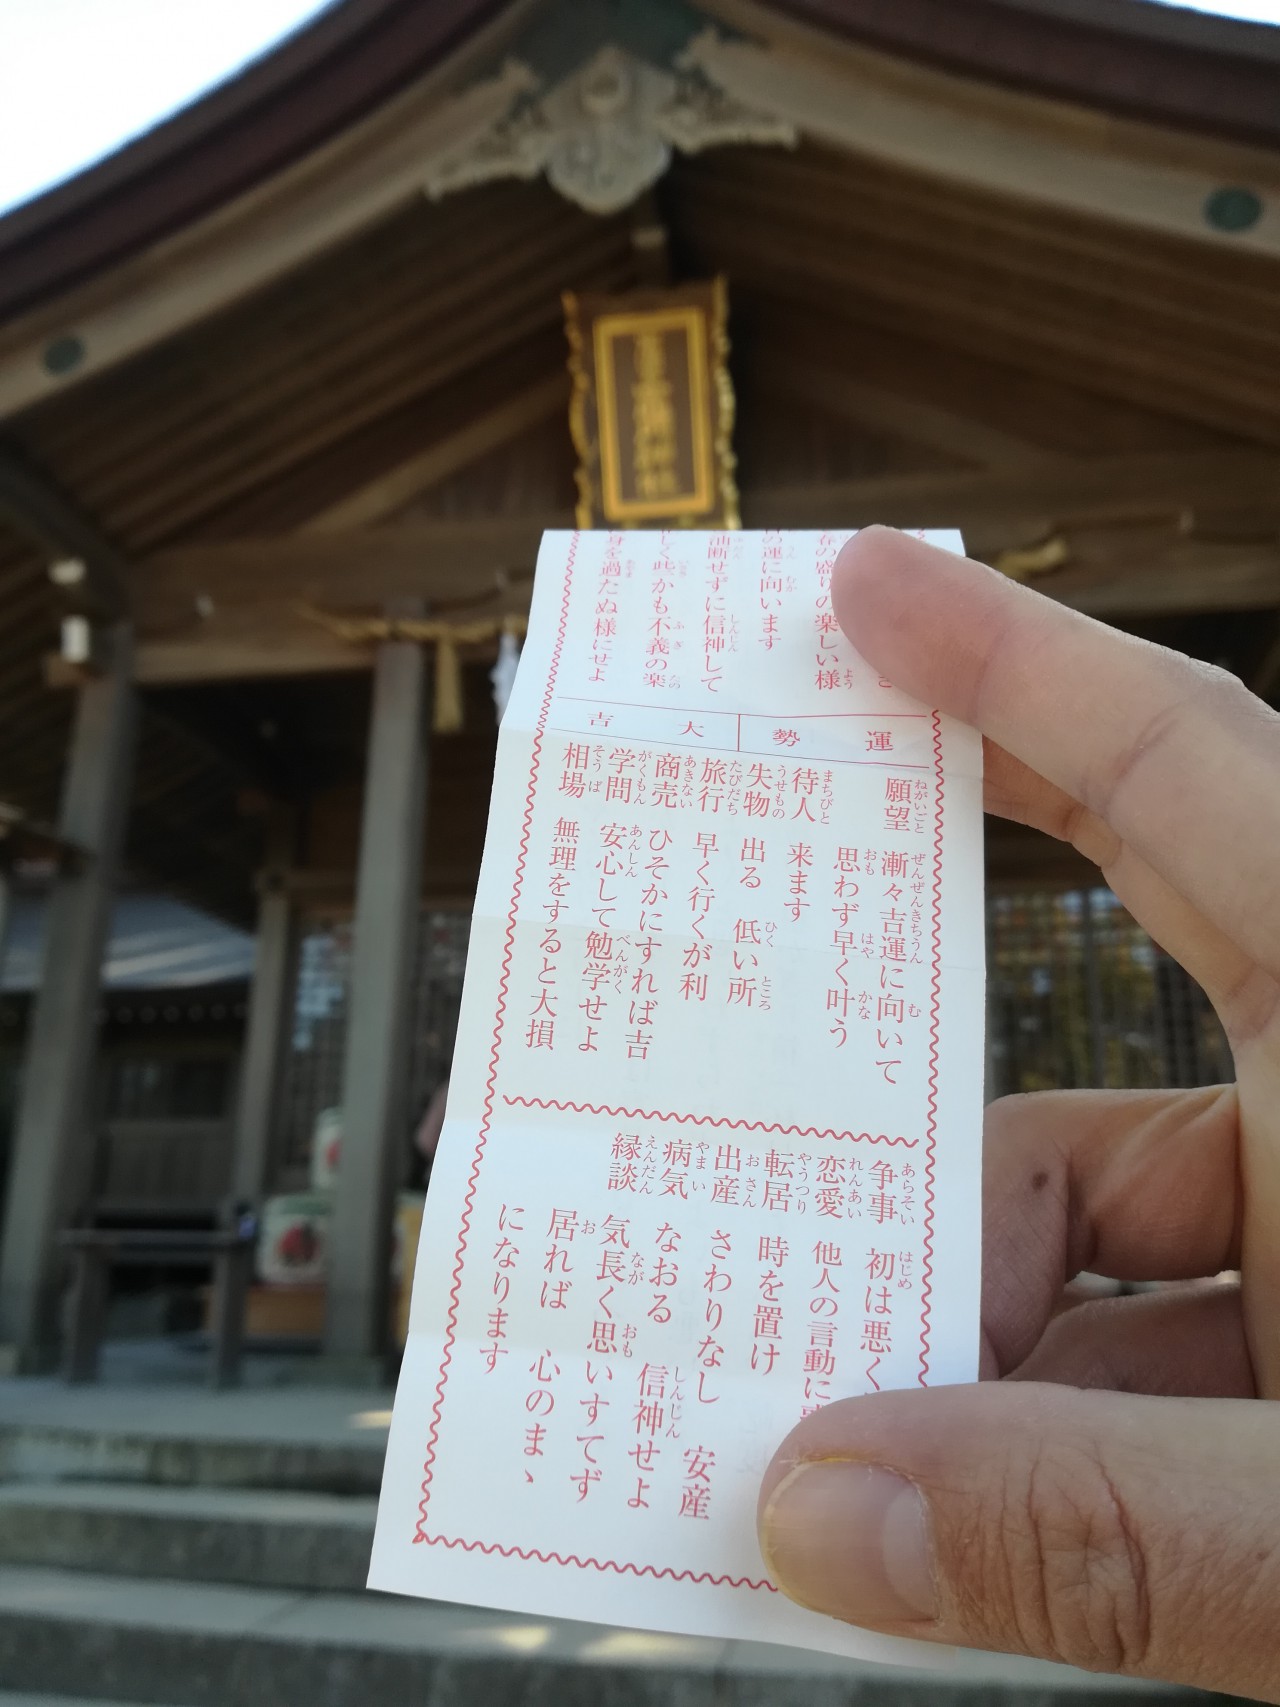 春の盛りの楽しい様
の運に向います
油断せずに信神して
しく些かも不義の楽
身を過たぬ様にせよ
運勢 大吉
願望 漸々吉運に向いて
思わず早く叶う
待人 来ます
失物 出る 低い所
旅行 早く行くが利
商売 ひそかにすれば吉
学問 安心して勉学せよ
相場 無理をすると大損
争事 初は悪く
恋愛 他人の言動に
転居 時を置け
出産 さわりなし 安産
病気 なおる 信神せよ
縁談 気長く思いすてず
居れば 心のまゝ
になります